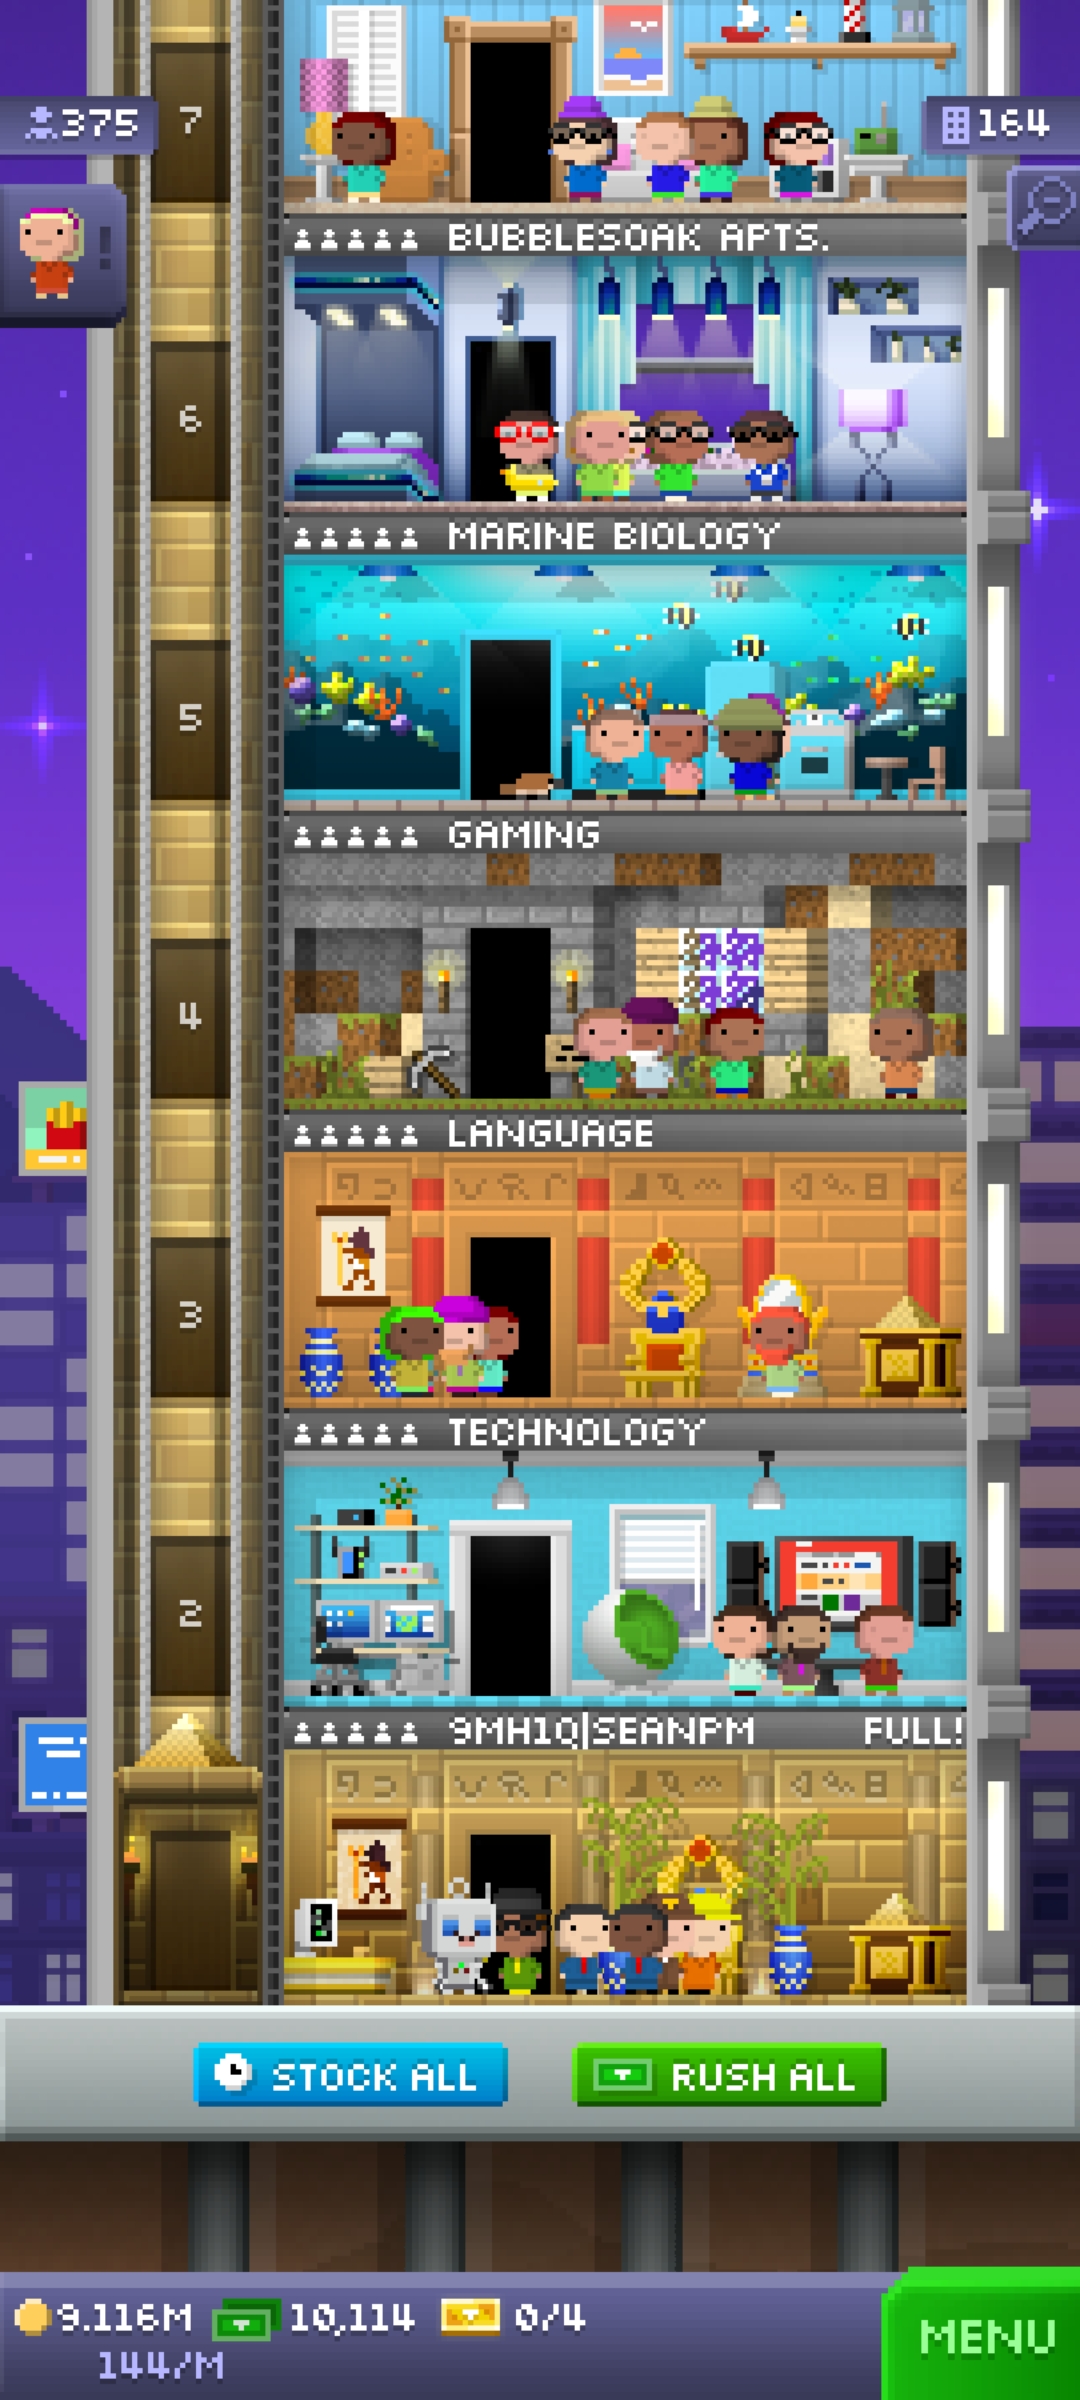 7
375
164
!
BUBBLESOAK APTS.
6
MARINE BIOLOGY
5
GAMING
4
LANGUAGE
3
TECHNOLOGY
2
9MH1Q|SEANPM FULL!
STOCK ALL
RUSH ALL
9.116M 10,114 0/4
144/M
MENU